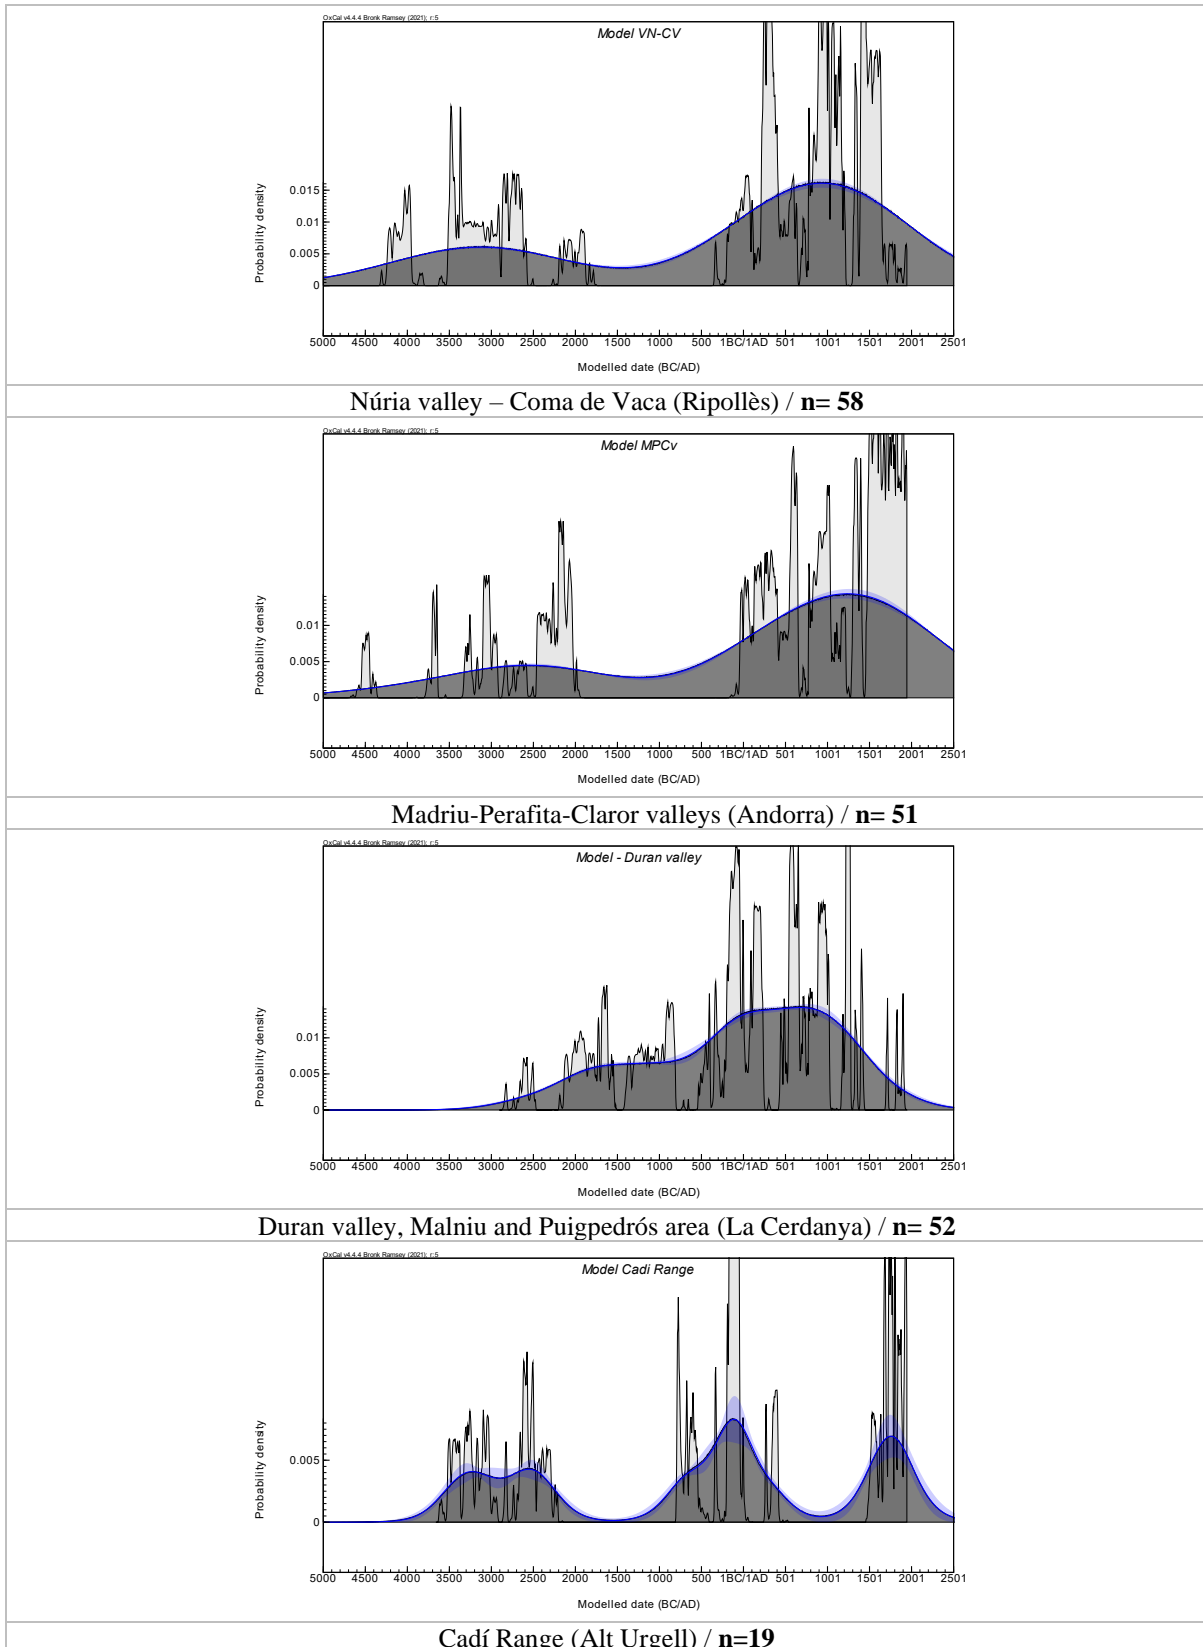 OxCal v4.4.4 Bronk Ramsey (2021); r:5
Model VN-CV
Probability density
0.015
0.01
0.005
0
5000 4500 4000 3500 3000 2500 2000 1500 1000 500 1BC/1AD 501 1001 1501 2001 2501
Modelled date (BC/AD)
Núria valley – Coma de Vaca (Ripollès) / n= 58
OxCal v4.4.4 Bronk Ramsey (2021); r:5
Model MPCv
Probability density
0.01
0.005
0
5000 4500 4000 3500 3000 2500 2000 1500 1000 500 1BC/1AD 501 1001 1501 2001 2501
Modelled date (BC/AD)
Madriu-Perafita-Claror valleys (Andorra) / n= 51
OxCal v4.4.4 Bronk Ramsey (2021); r:5
Model - Duran valley
Probability density
0.01
0.005
0
5000 4500 4000 3500 3000 2500 2000 1500 1000 500 1BC/1AD 501 1001 1501 2001 2501
Modelled date (BC/AD)
Duran valley, Malniu and Puigpedrós area (La Cerdanya) / n= 52
OxCal v4.4.4 Bronk Ramsey (2021); r:5
Model Cadi Range
Probability density
0.005
0
5000 4500 4000 3500 3000 2500 2000 1500 1000 500 1BC/1AD 501 1001 1501 2001 2501
Modelled date (BC/AD)
Cadí Range (Alt Urgell) / n=19